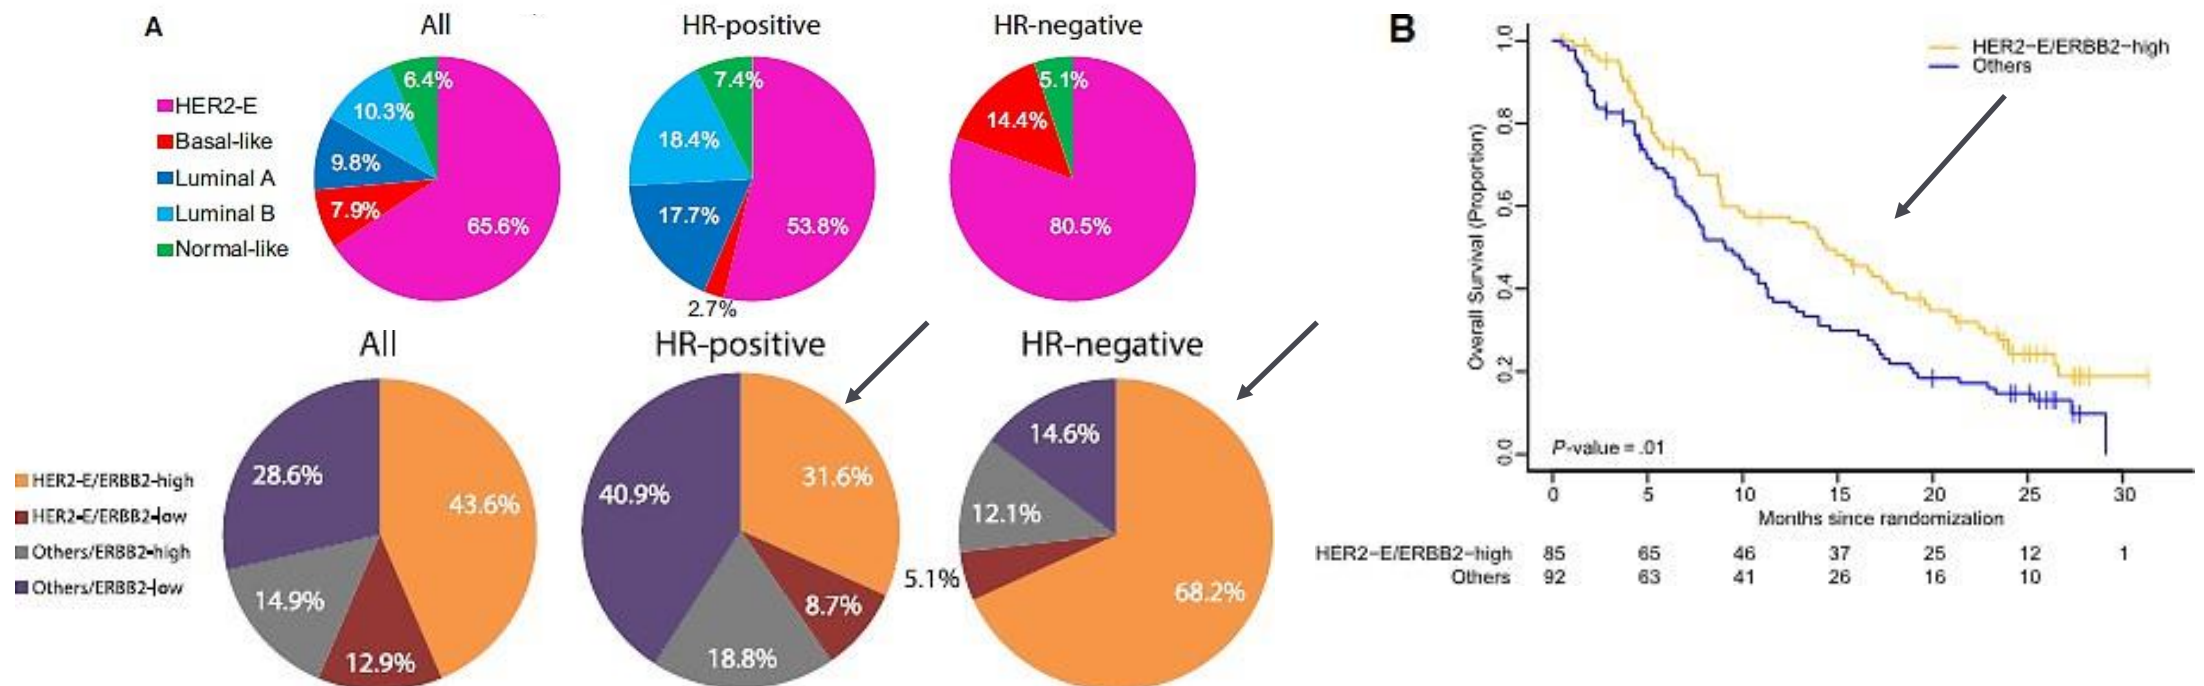 A
All
HR-positive
HR-negative
HER2-E
Basal-like
Luminal A
Luminal B
Normal-like
6.4%
10.3%
9.8%
7.9%
65.6%
7.4%
18.4%
17.7%
53.8%
2.7%
5.1%
14.4%
80.5%
All
HR-positive
HR-negative
HER2-E/ERBB2-high
HER2-E/ERBB2-low
Others/ERBB2-high
Others/ERBB2-low
28.6%
43.6%
14.9%
12.9%
40.9%
31.6%
8.7%
18.8%
14.6%
12.1%
5.1%
68.2%
B
HER2-E/ERBB2-high
Others
Overall Survival (Proportion)
1.0
0.8
0.6
0.4
0.2
0.0
P-value = .01
0 5 10 15 20 25 30
Months since randomization
HER2-E/ERBB2-high 85 65 46 37 25 12 1
Others 92 63 41 26 16 10